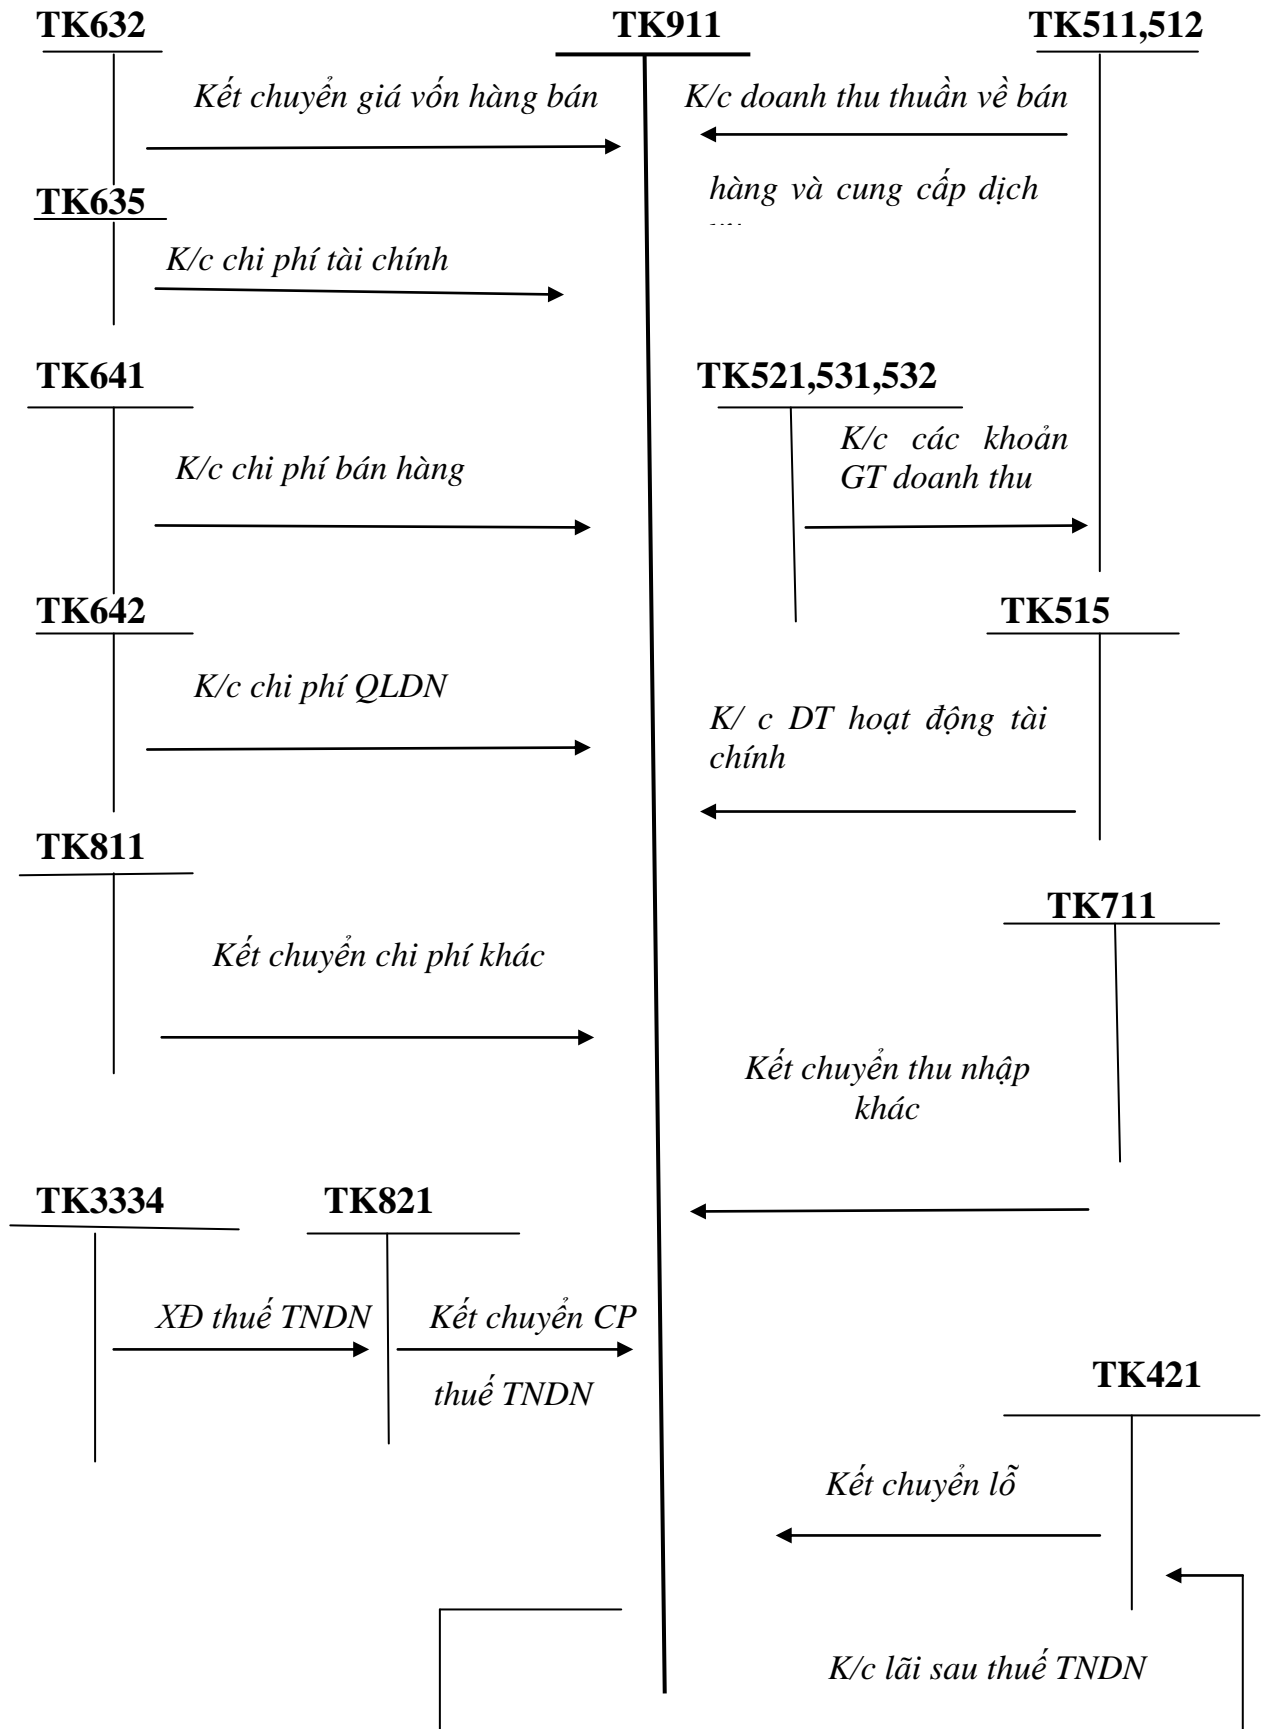 TK632
TK911
TK511,512
Kết chuyển giá vốn hàng bán
K/c doanh thu thuần về bán
hàng và cung cấp dịch
TK635
K/c chi phí tài chính
TK641
TK521,531,532
K/c các khoản
GT doanh thu
K/c chi phí bán hàng
TK642
TK515
K/c chi phí QLDN
K/ c DT hoạt động tài
chính
TK811
TK711
Kết chuyển chi phí khác
Kết chuyển thu nhập
khác
TK3334
TK821
XĐ thuế TNDN
Kết chuyển CP
thuế TNDN
TK421
Kết chuyển lỗ
K/c lãi sau thuế TNDN